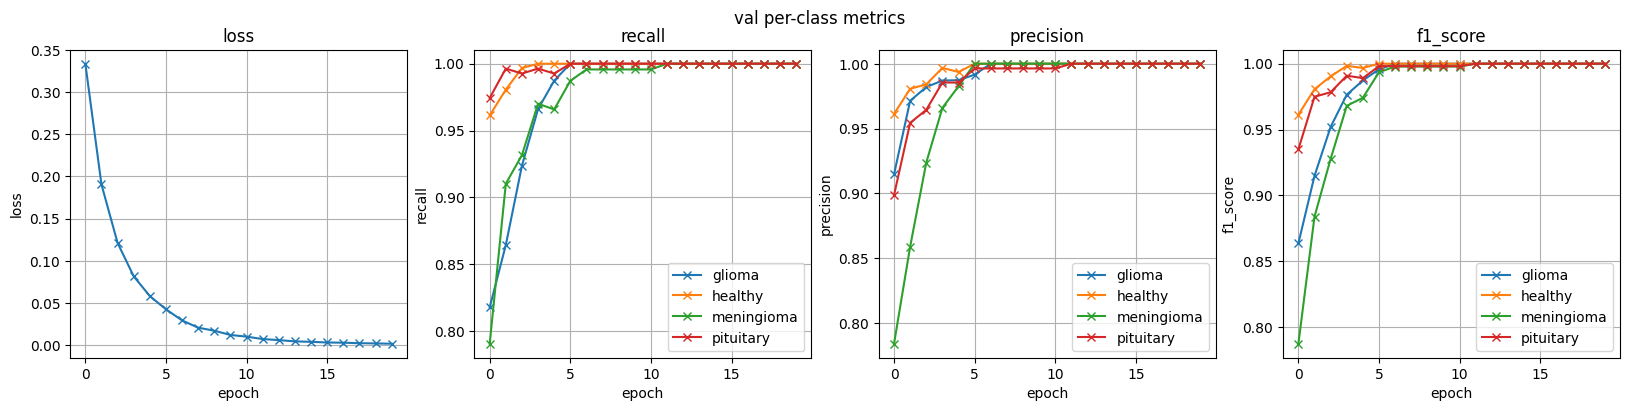 val per-class metrics
loss
0.35
0.30
0.25
0.20
0.15
0.10
0.05
0.00
loss
0
5
10
15
epoch
recall
1.00
0.95
0.90
0.85
0.80
recall
glioma
healthy
meningioma
pituitary
0
5
10
15
epoch
precision
1.00
0.95
0.90
0.85
0.80
precision
glioma
healthy
meningioma
pituitary
0
5
10
15
epoch
f1_score
1.00
0.95
0.90
0.85
0.80
f1_score
glioma
healthy
meningioma
pituitary
0
5
10
15
epoch